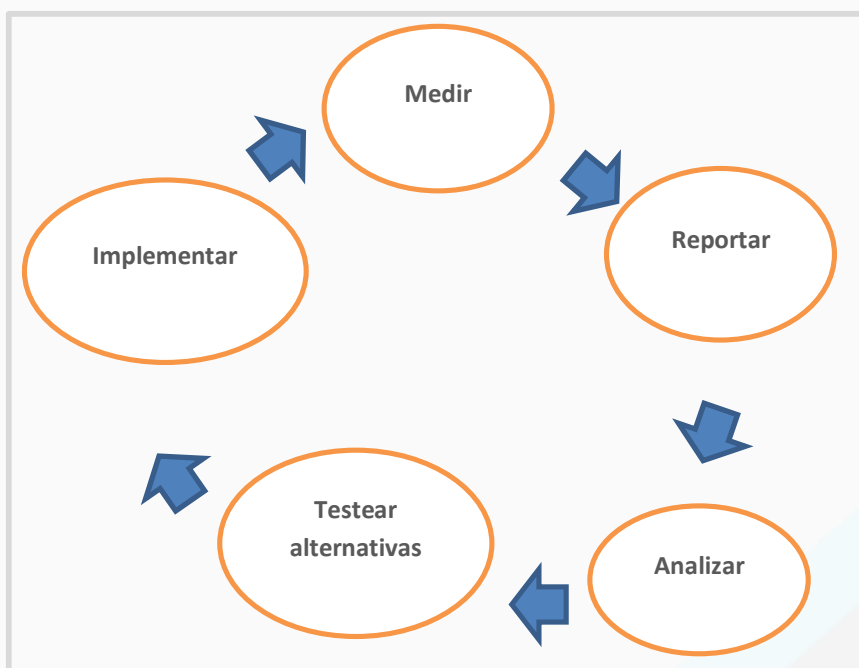 Medir
Reportar
Analizar
Testear
alternativas
Implementar